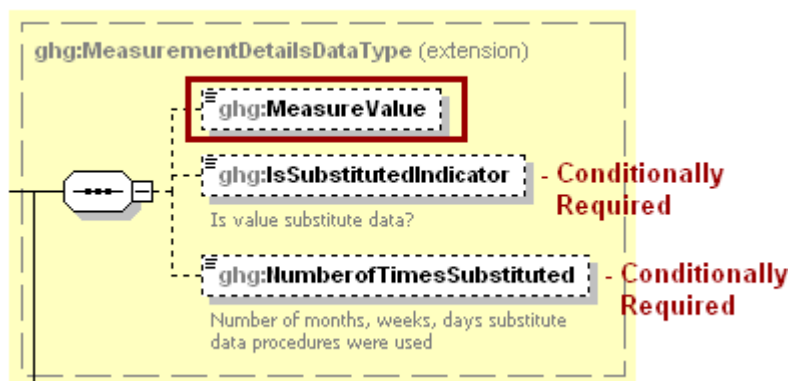 ghg:MeasurementDetailsDataType (extension)
ghg:MeasureValue
ghg:IsSubstitutedIndicator
- Conditionally
Required
Is value substitute data?
ghg:NumberofTimesSubstituted
- Conditionally
Required
Number of months, weeks, days substitute
data procedures were used